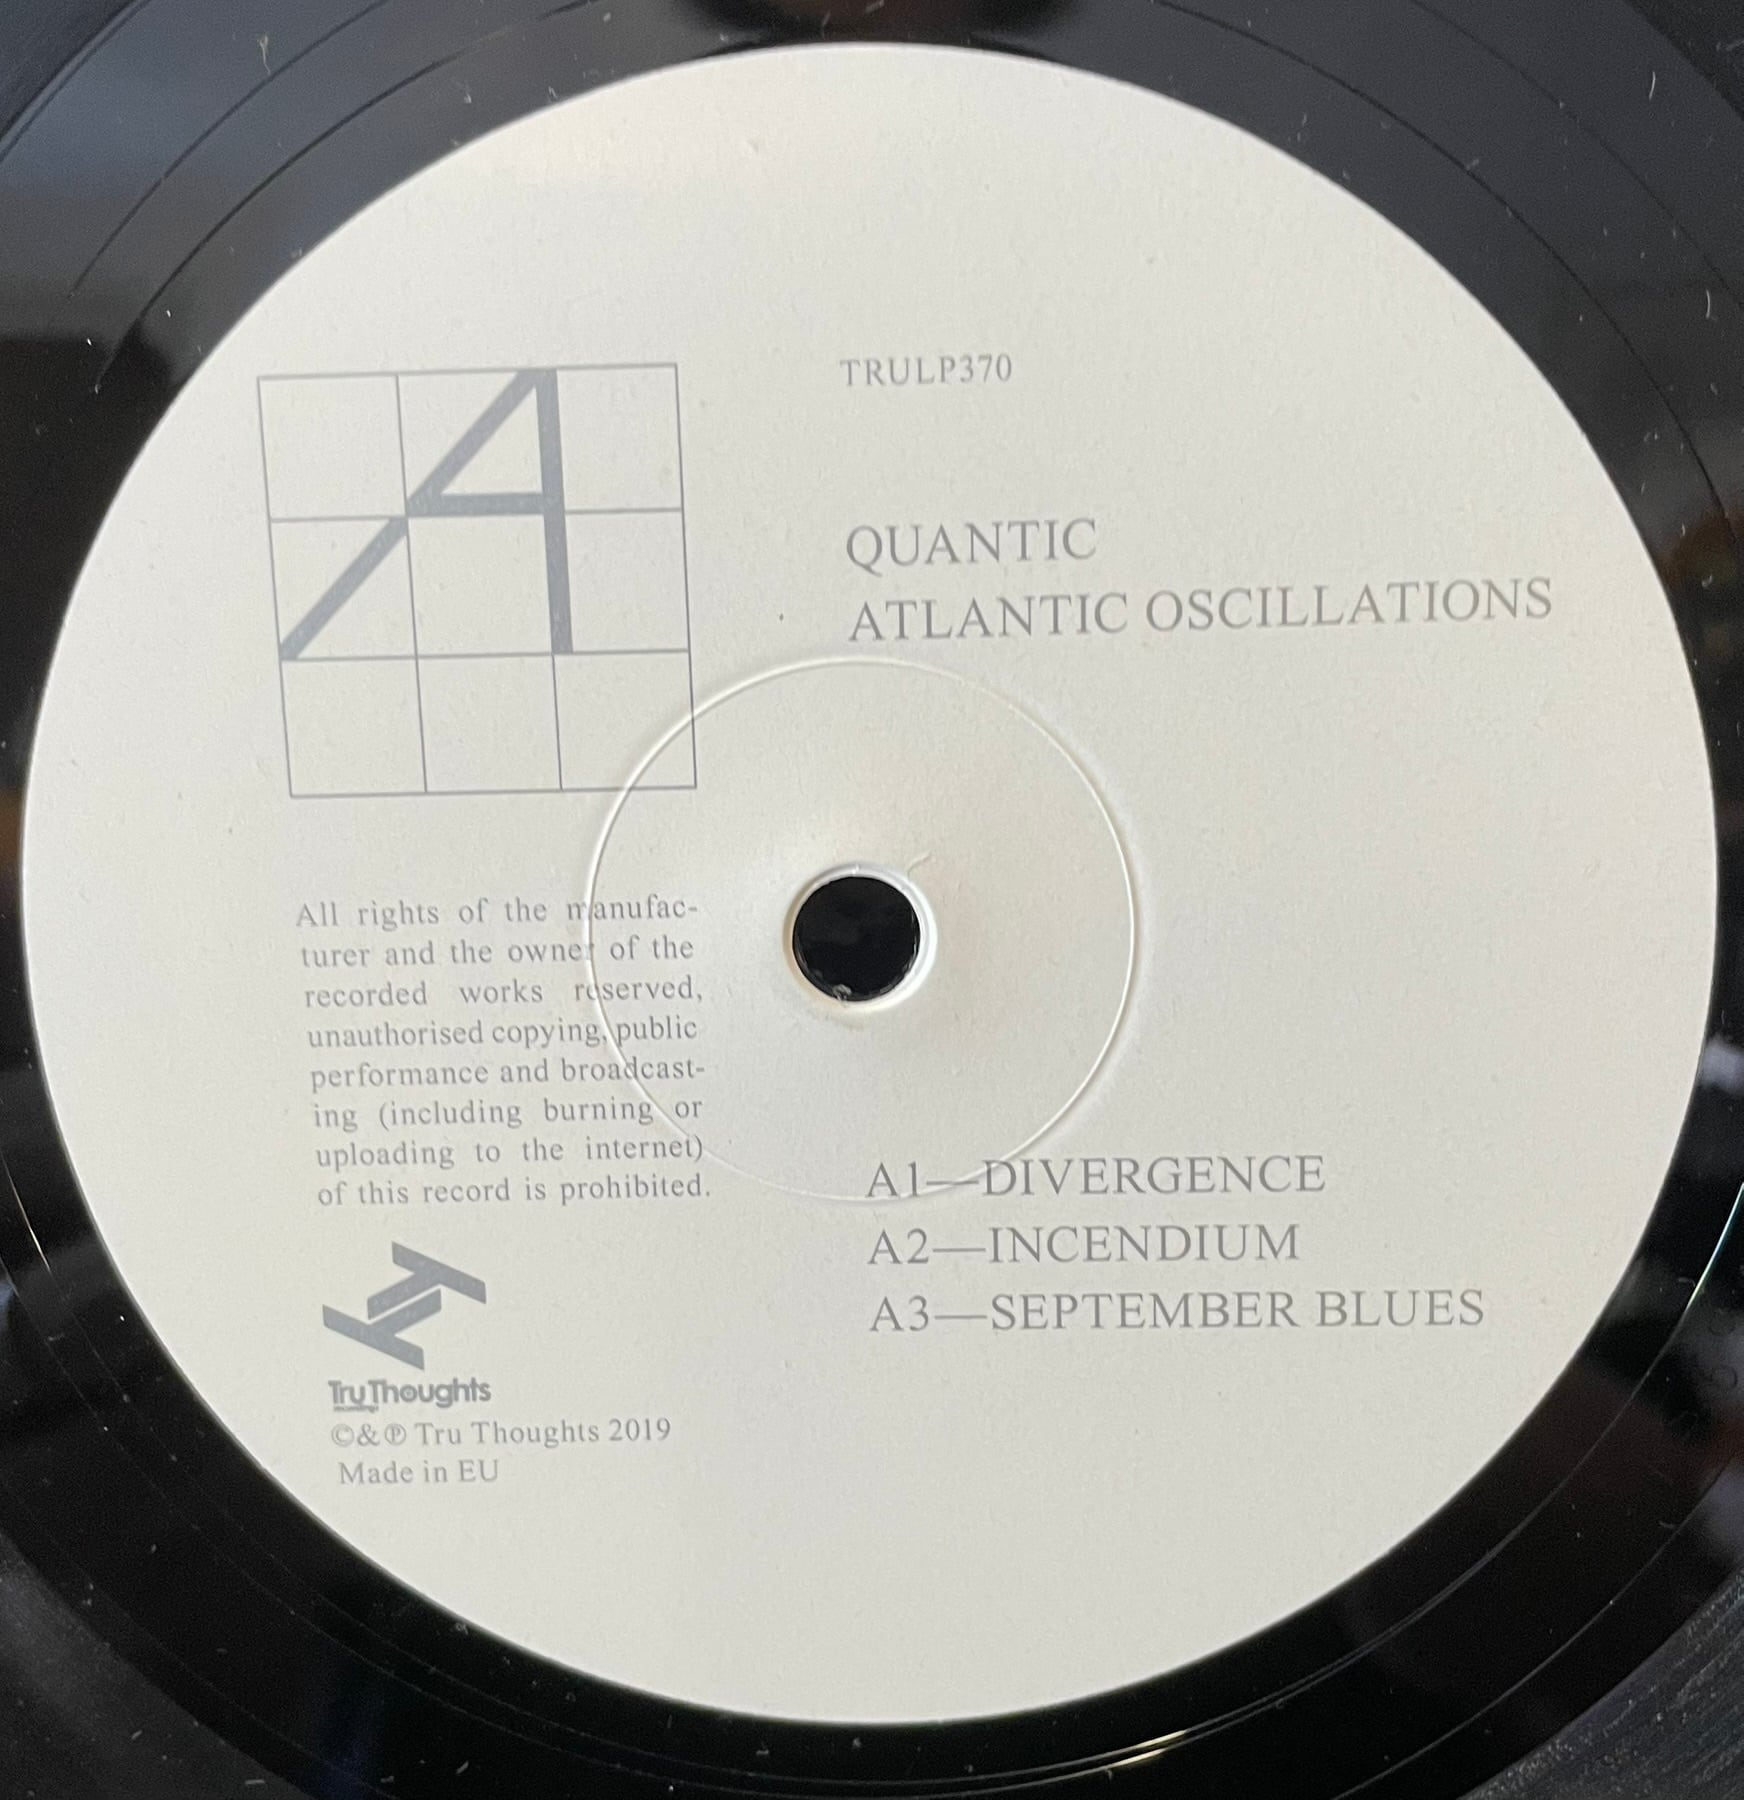 A
TRULP370
QUANTIC
ATLANTIC OSCILLATIONS
All rights of the manufac-
turer and the owner of the
recorded works reserved,
unauthorised copying, public
performance and broadcast-
ing (including burning or
uploading to the internet)
of this record is prohibited.
A1—DIVERGENCE
A2—INCENDIUM
A3—SEPTEMBER BLUES
TruThoughts
recordings
©&℗ Tru Thoughts 2019
Made in EU